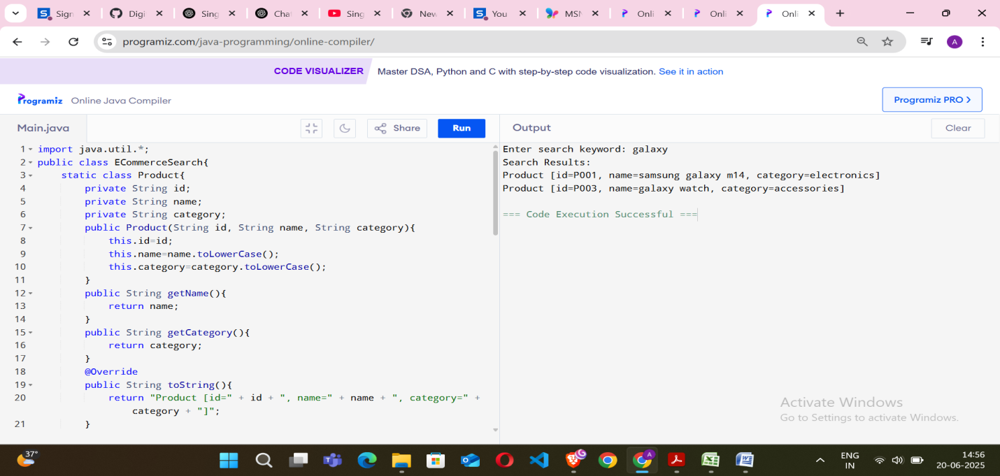 Sign
Digi
Sing
Cha
Sing
New
You
MSN
Onli
Onli
Onli
programiz.com/java-programming/online-compiler/
A
CODE VISUALIZER
Master DSA, Python and C with step-by-step code visualization. See it in action
Programiz
Online Java Compiler
Programiz PRO >
Main.java
Share
Run
Output
Clear
1 import java.util.*;
2 public class ECommerceSearch{
3 static class Product{
4 private String id;
5 private String name;
6 private String category;
7 public Product(String id, String name, String category){
8 this.id=id;
9 this.name=name.toLowerCase();
10 this.category=category.toLowerCase();
11 }
12 public String getName(){
13 return name;
14 }
15 public String getCategory(){
16 return category;
17 }
18 @Override
19 public String toString(){
20 return "Product [id=" + id + ", name=" + name + ", category=" +
category + "]";
21 }
Enter search keyword: galaxy
Search Results:
Product [id=P001, name=samsung galaxy m14, category=electronics]
Product [id=P003, name=galaxy watch, category=accessories]
=== Code Execution Successful ===
Activate Windows
Go to Settings to activate Windows.
37°
ENG
IN
14:56
20-06-2025